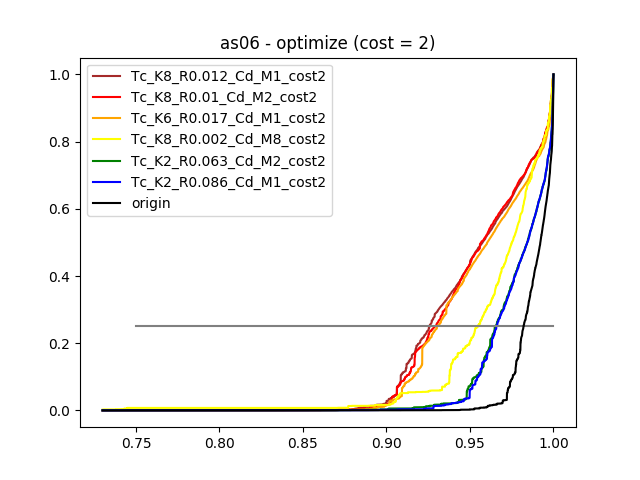 as06 - optimize (cost = 2)
Tc_K8_R0.012_Cd_M1_cost2
Tc_K8_R0.01_Cd_M2_cost2
Tc_K6_R0.017_Cd_M1_cost2
Tc_K8_R0.002_Cd_M8_cost2
Tc_K2_R0.063_Cd_M2_cost2
Tc_K2_R0.086_Cd_M1_cost2
origin
1.0
0.8
0.6
0.4
0.2
0.0
0.75 0.80 0.85 0.90 0.95 1.00